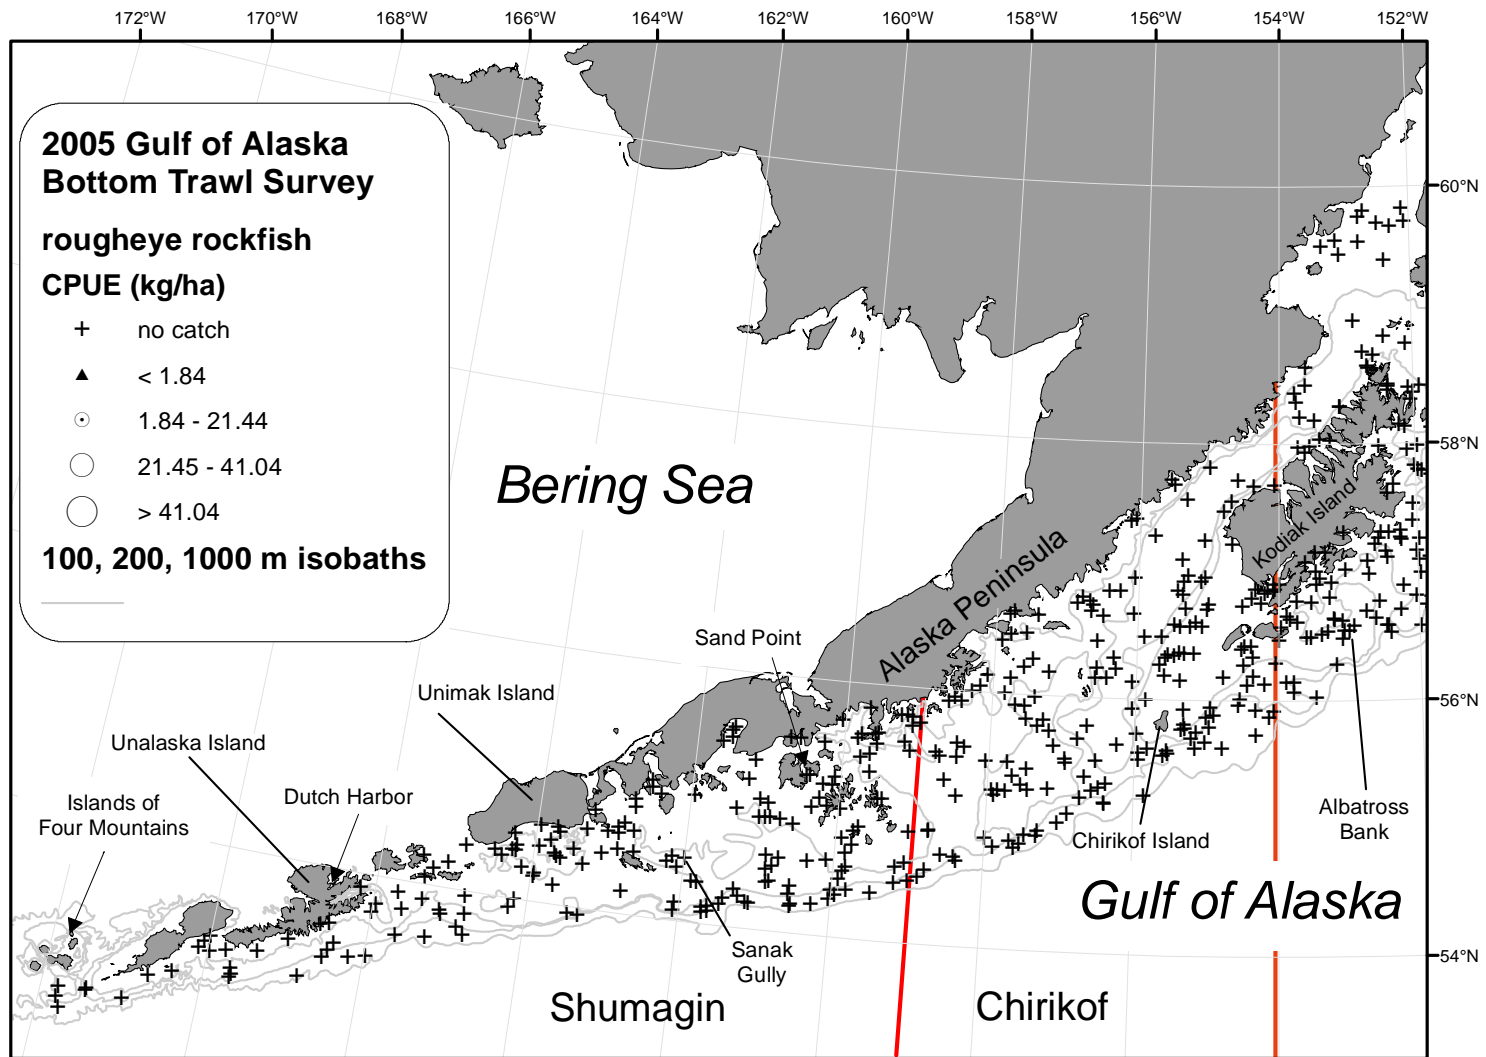 172°W 170°W 168°W 166°W 164°W 162°W 160°W 158°W 156°W 154°W 152°W
2005 Gulf of Alaska
Bottom Trawl Survey
rougheye rockfish
CPUE (kg/ha)
no catch
< 1.84
1.84 - 21.44
21.45 - 41.04
> 41.04
100, 200, 1000 m isobaths
60°N
58°N
56°N
54°N
Bering Sea
Alaska Peninsula
Kodiak Island
Sand Point
Unimak Island
Unalaska Island
Dutch Harbor
Islands of
Four Mountains
Albatross
Bank
Chirikof Island
Gulf of Alaska
Sanak
Gully
Shumagin
Chirikof